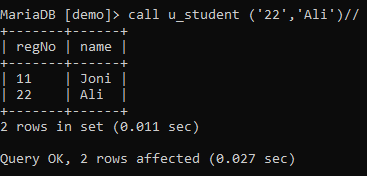 MariaDB [demo]> call u_student ('22','Ali')//
+-------+------+
| regNo | name |
+-------+------+
| 11    | Joni |
| 22    | Ali  |
+-------+------+
2 rows in set (0.011 sec)
Query OK, 2 rows affected (0.027 sec)